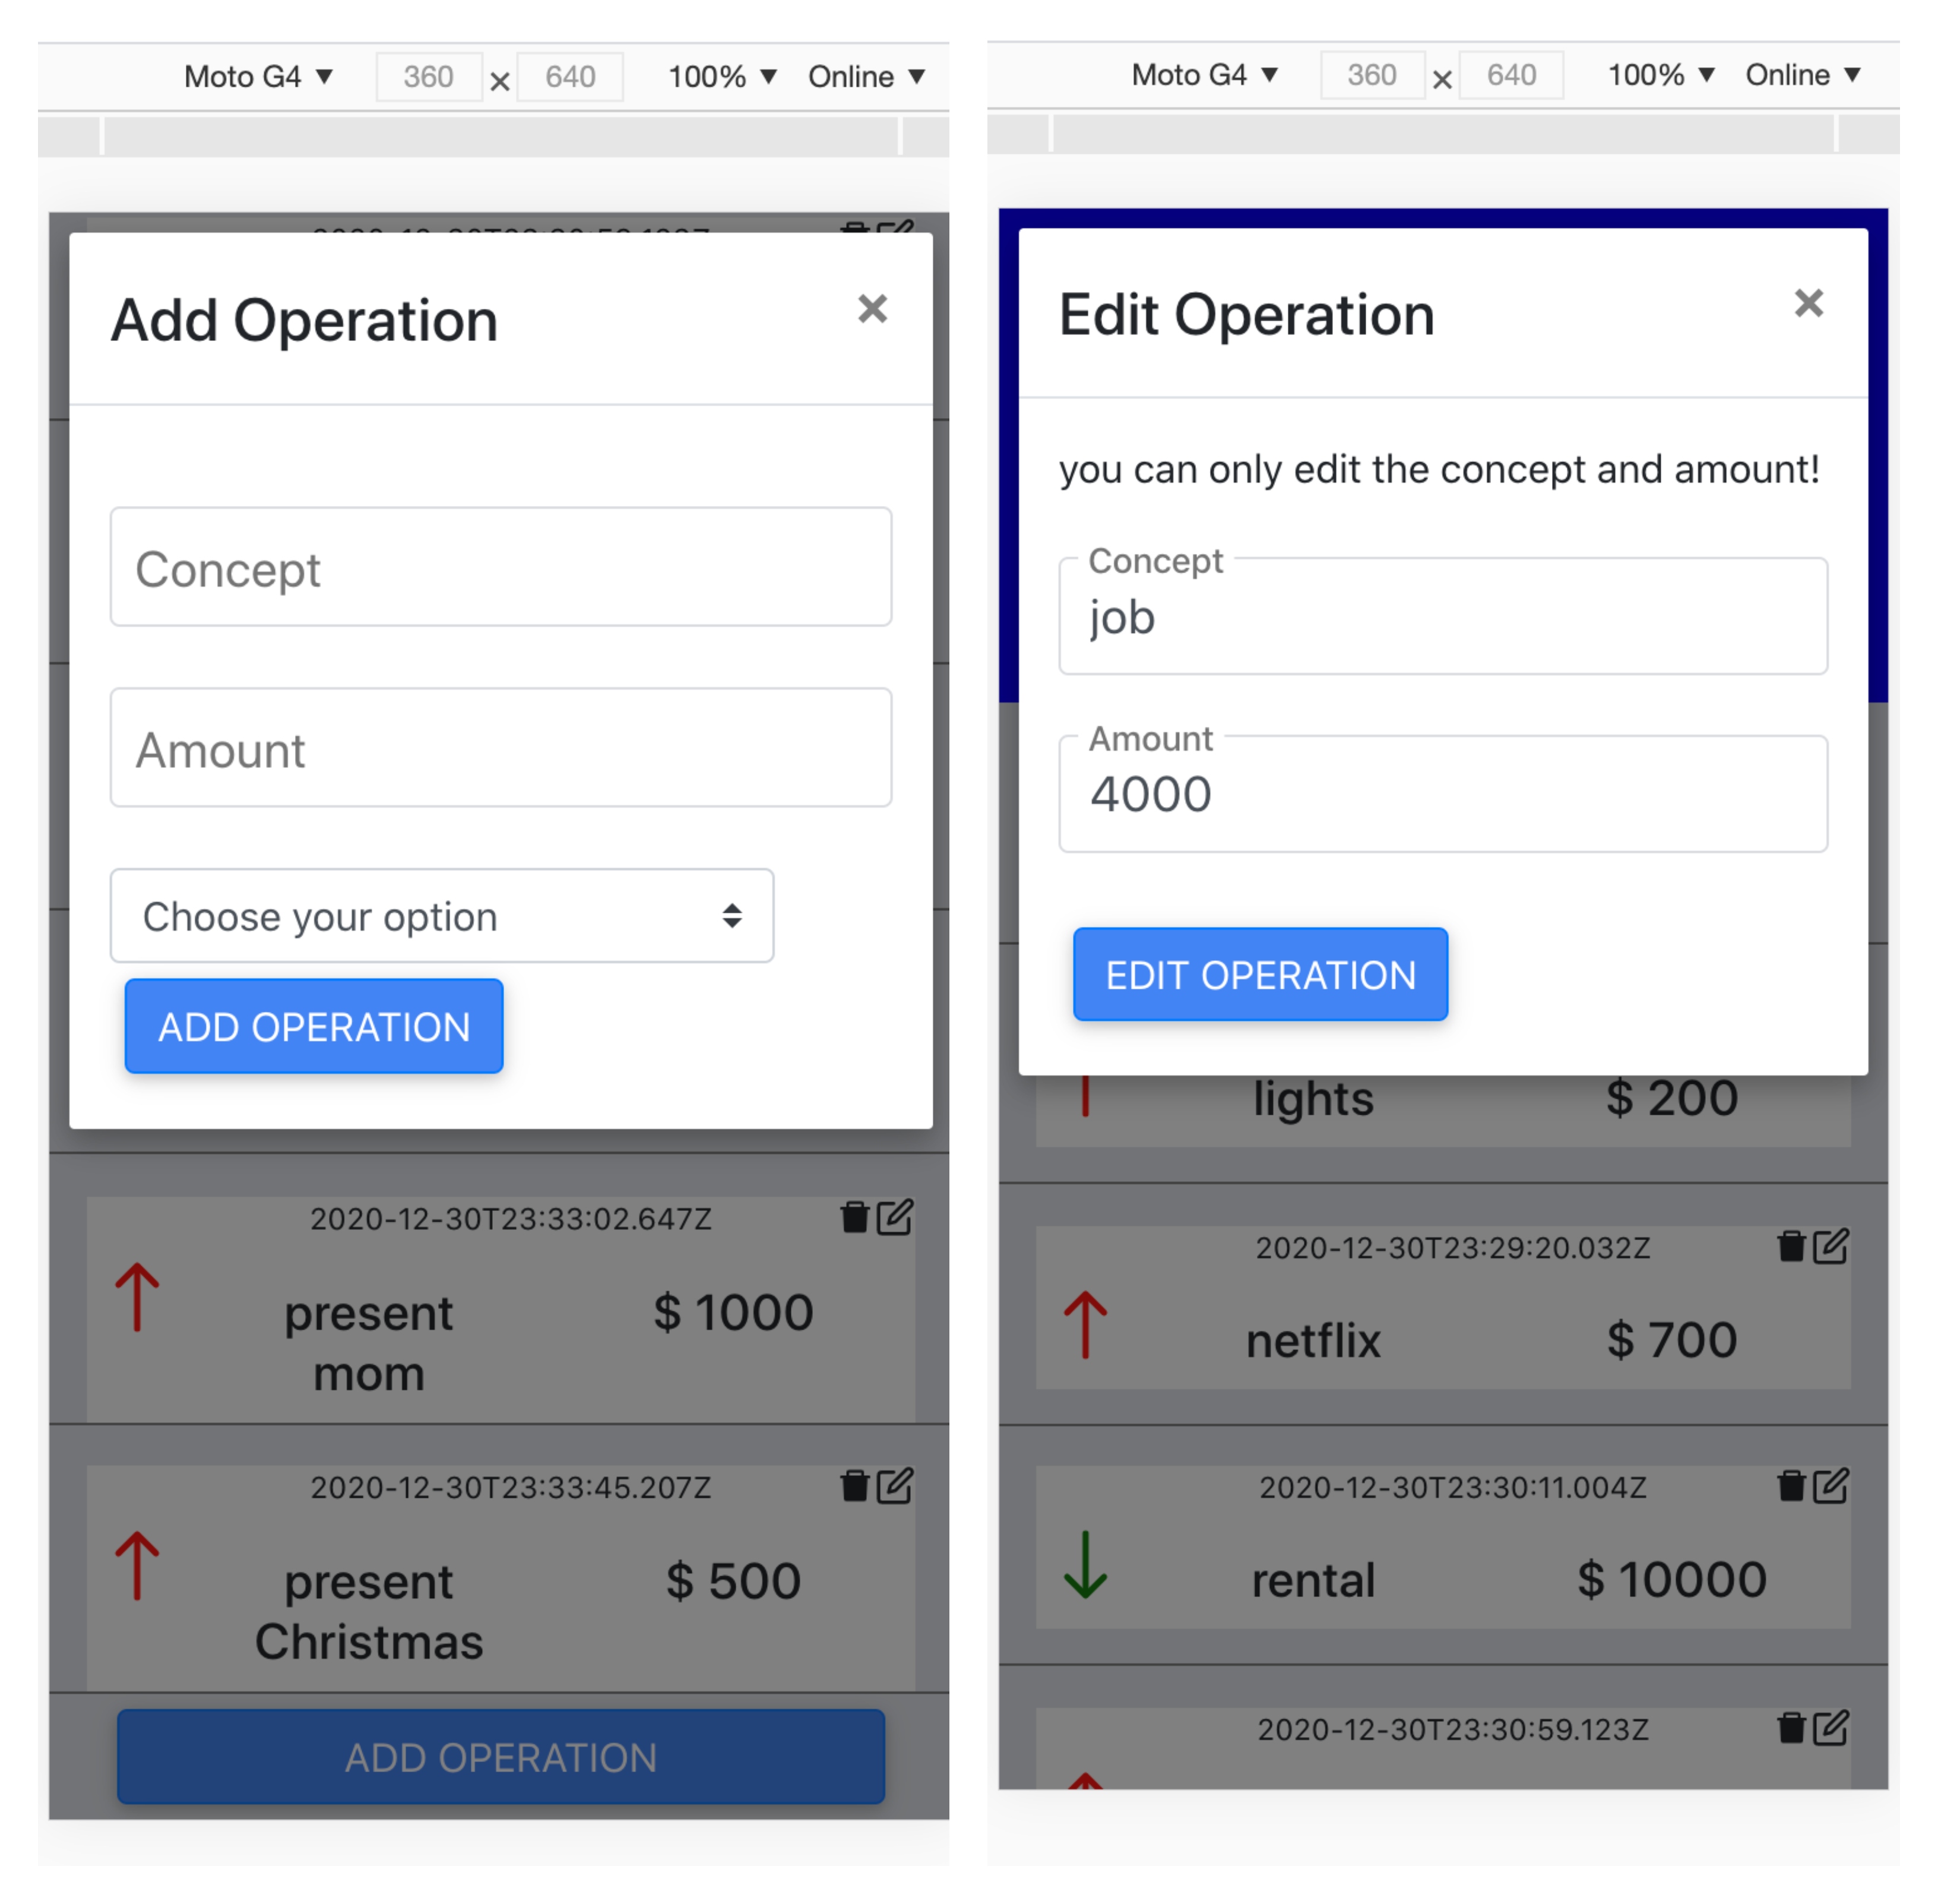 Moto G4 ▼ 360 × 640 100% ▼ Online ▼
Add Operation ×
Concept
Amount
Choose your option
ADD OPERATION
2020-12-30T23:33:02.647Z
present $ 1000
mom
2020-12-30T23:33:45.207Z
present $ 500
Christmas
ADD OPERATION
Moto G4 ▼ 360 × 640 100% ▼ Online ▼
Edit Operation ×
you can only edit the concept and amount!
Concept
job
Amount
4000
EDIT OPERATION
lights $ 200
2020-12-30T23:29:20.032Z
netflix $ 700
2020-12-30T23:30:11.004Z
rental $ 10000
2020-12-30T23:30:59.123Z